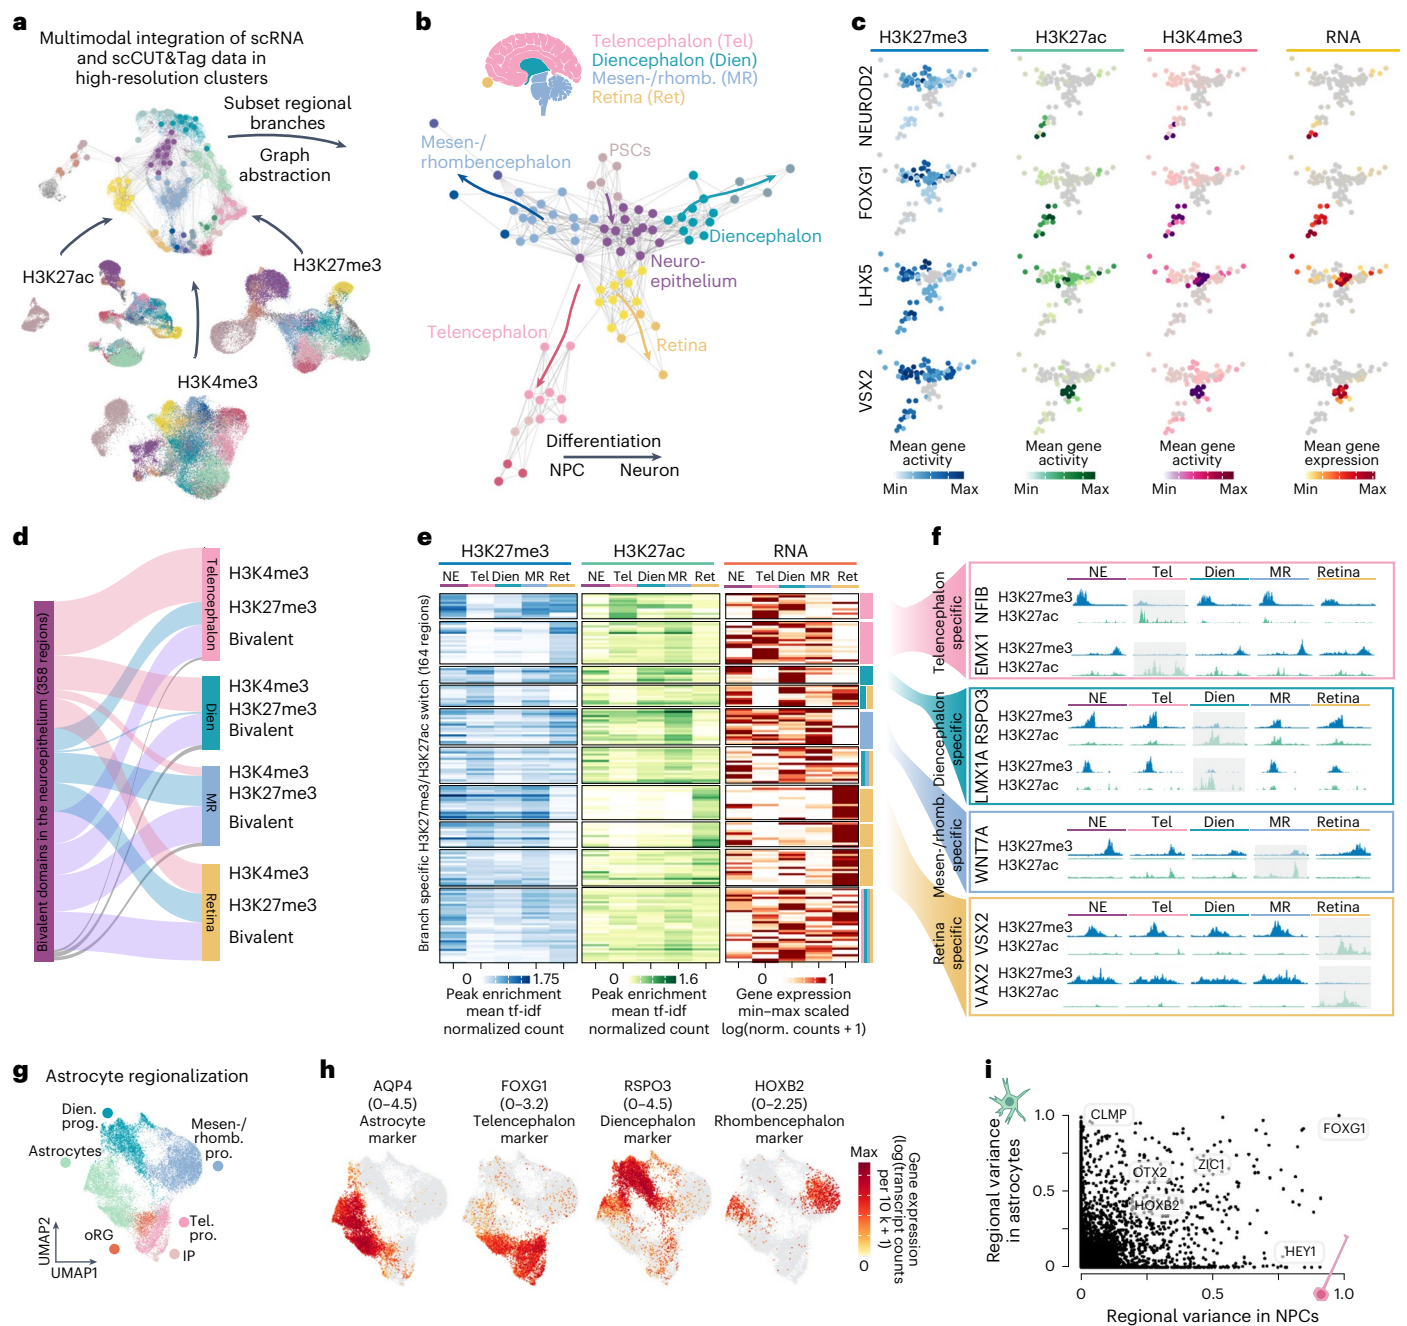 a
Multimodal integration of scRNA
and scCUT&Tag data in
high-resolution clusters
Subset regional
branches
Graph
abstraction
H3K27ac
H3K27me3
H3K4me3
b
Telencephalon (Tel)
Diencephalon (Dien)
Mesen-/rhomb. (MR)
Retina (Ret)
Mesen-/
rhombencephalon
PSCs
Diencephalon
Neuro-
epithelium
Telencephalon
Retina
Differentiation
NPC
Neuron
c
H3K27me3
H3K27ac
H3K4me3
RNA
NEUROD2
FOXG1
LHX5
VSX2
Mean gene
activity
Min Max
Mean gene
activity
Min Max
Mean gene
activity
Min Max
Mean gene
expression
Min Max
d
Bivalent domains in the neuroepithelium (358 regions)
Telencephalon
H3K4me3
H3K27me3
Bivalent
Dien
H3K4me3
H3K27me3
Bivalent
MR
H3K4me3
H3K27me3
Bivalent
Retina
H3K4me3
H3K27me3
Bivalent
e
H3K27me3
H3K27ac
RNA
NE Tel Dien MR Ret
NE Tel Dien MR Ret
NE Tel Dien MR Ret
Branch specific H3K27me3/H3K27ac switch (164 regions)
0 1.75
Peak enrichment
mean tf-idf
normalized count
0 1.6
Peak enrichment
mean tf-idf
normalized count
0 1
Gene expression
min–max scaled
log(norm. counts + 1)
f
Telencephalon
specific
NE Tel Dien MR Retina
NFIB
H3K27me3
H3K27ac
EMX1
H3K27me3
H3K27ac
Diencephalon
specific
RSPO3
H3K27me3
H3K27ac
LMX1A
H3K27me3
H3K27ac
Mesen-/rhomb.
specific
NE Tel Dien MR Retina
WNT7A
H3K27me3
H3K27ac
Retina
specific
NE Tel Dien MR Retina
VSX2
H3K27me3
H3K27ac
VAX2
H3K27me3
H3K27ac
g
Astrocyte regionalization
Dien.
prog.
Mesen-/
rhomb.
pro.
Astrocytes
Tel.
pro.
oRG
IP
UMAP2
UMAP1
h
AQP4
(0–4.5)
Astrocyte
marker
FOXG1
(0–3.2)
Telencephalon
marker
RSPO3
(0–4.5)
Diencephalon
marker
HOXB2
(0–2.25)
Rhombencephalon
marker
Max
0
Gene expression
(log(transcript counts
per 10 k + 1)
i
Regional variance
in astrocytes
1.0
0.5
0
CLMP
FOXG1
OTX2
ZIC1
HOXB2
HEY1
0 0.5 1.0
Regional variance in NPCs